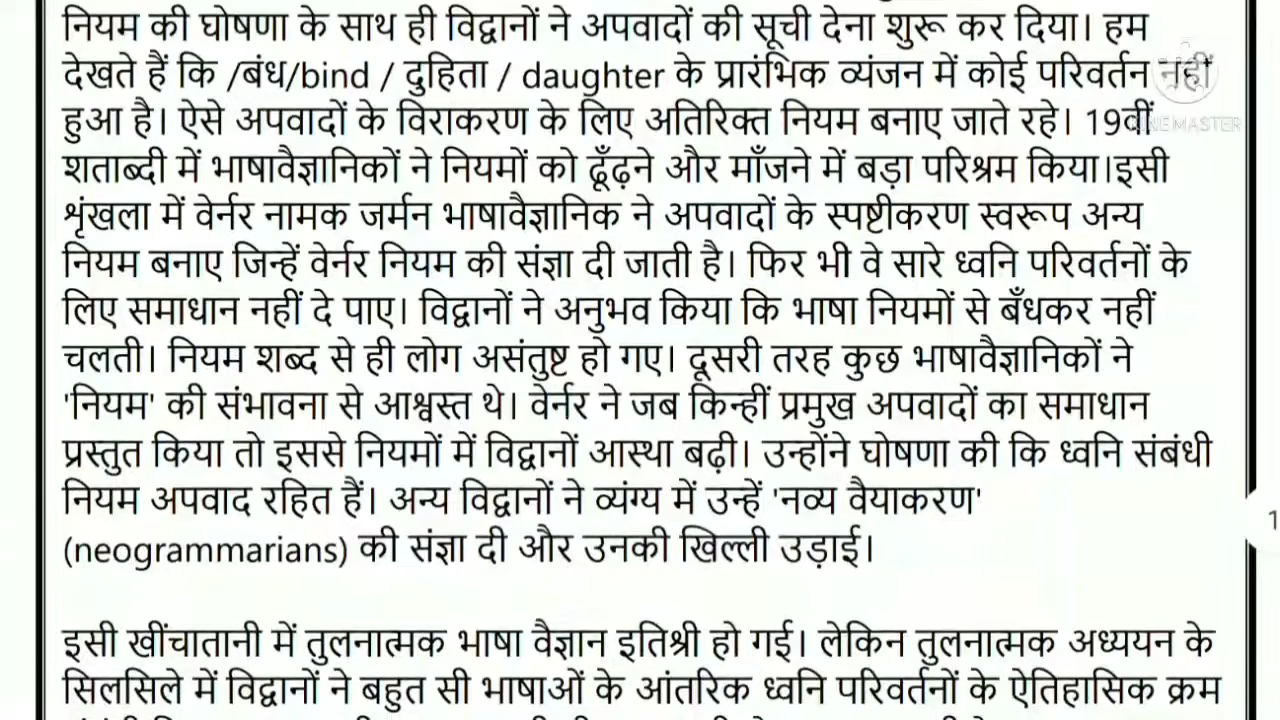 नियम की घोषणा के साथ ही विद्वानों ने अपवादों की सूची देना शुरू कर दिया। हम
देखते हैं कि /बंध/bind / दुहिता / daughter के प्रारंभिक व्यंजन में कोई परिवर्तन नहीं
हुआ है। ऐसे अपवादों के विराकरण के लिए अतिरिक्त नियम बनाए जाते रहे। 19वीं
KINEMASTER
शताब्दी में भाषावैज्ञानिकों ने नियमों को ढूँढ़ने और माँजने में बड़ा परिश्रम किया।इसी
शृंखला में वेर्नर नामक जर्मन भाषावैज्ञानिक ने अपवादों के स्पष्टीकरण स्वरूप अन्य
नियम बनाए जिन्हें वेर्नर नियम की संज्ञा दी जाती है। फिर भी वे सारे ध्वनि परिवर्तनों के
लिए समाधान नहीं दे पाए। विद्वानों ने अनुभव किया कि भाषा नियमों से बँधकर नहीं
चलती। नियम शब्द से ही लोग असंतुष्ट हो गए। दूसरी तरह कुछ भाषावैज्ञानिकों ने
'नियम' की संभावना से आश्वस्त थे। वेर्नर ने जब किन्हीं प्रमुख अपवादों का समाधान
प्रस्तुत किया तो इससे नियमों में विद्वानों आस्था बढ़ी। उन्होंने घोषणा की कि ध्वनि संबंधी
नियम अपवाद रहित हैं। अन्य विद्वानों ने व्यंग्य में उन्हें 'नव्य वैयाकरण'
1
(neogrammarians) की संज्ञा दी और उनकी खिल्ली उड़ाई।
इसी खींचातानी में तुलनात्मक भाषा वैज्ञान इतिश्री हो गई। लेकिन तुलनात्मक अध्ययन के
सिलसिले में विद्वानों ने बहुत सी भाषाओं के आंतरिक ध्वनि परिवर्तनों के ऐतिहासिक क्रम